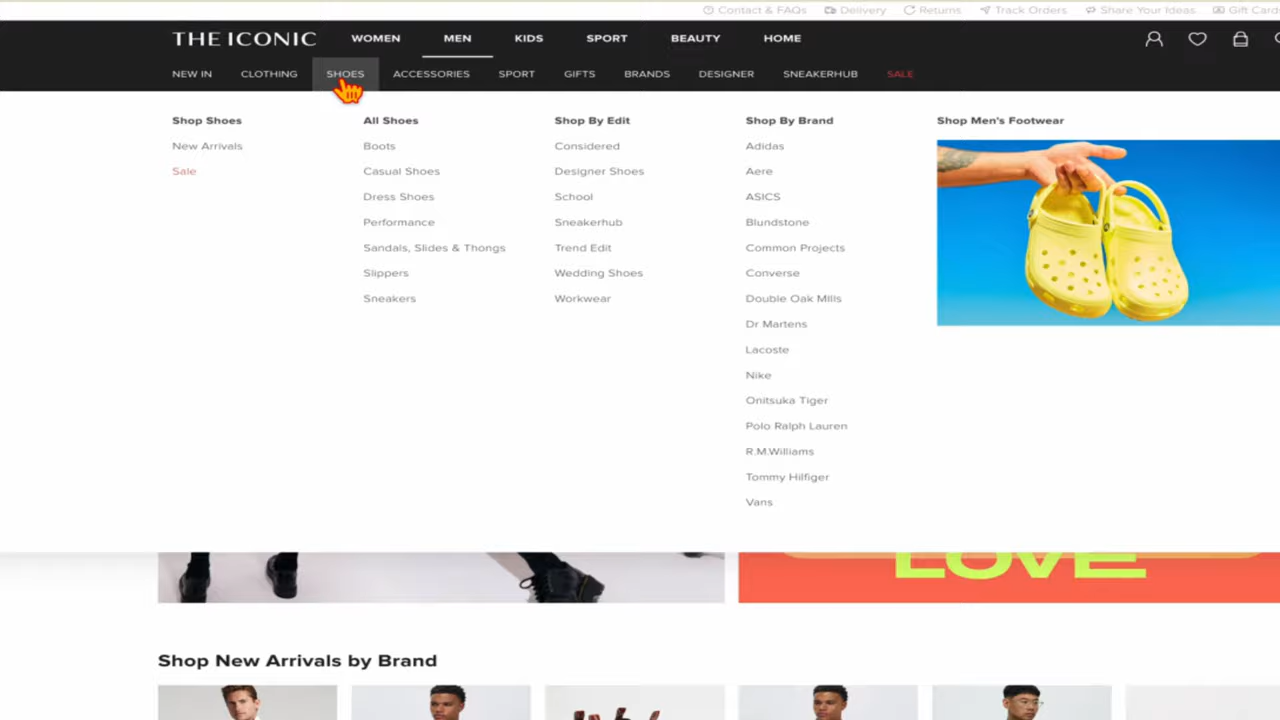 Contact & FAQs Delivery Returns Track Orders Share Your Ideas Gift Card
THE ICONIC WOMEN MEN KIDS SPORT BEAUTY HOME
NEW IN CLOTHING SHOES ACCESSORIES SPORT GIFTS BRANDS DESIGNER SNEAKERHUB SALE
Shop Shoes
New Arrivals
Sale
All Shoes
Boots
Casual Shoes
Dress Shoes
Performance
Sandals, Slides & Thongs
Slippers
Sneakers
Shop By Edit
Considered
Designer Shoes
School
Sneakerhub
Trend Edit
Wedding Shoes
Workwear
Shop By Brand
Adidas
Aere
ASICS
Blundstone
Common Projects
Converse
Double Oak MIlls
Dr Martens
Lacoste
Nike
Onitsuka Tiger
Polo Ralph Lauren
R.M.Williams
Tommy Hilfiger
Vans
Shop Men's Footwear
LOVE
Shop New Arrivals by Brand